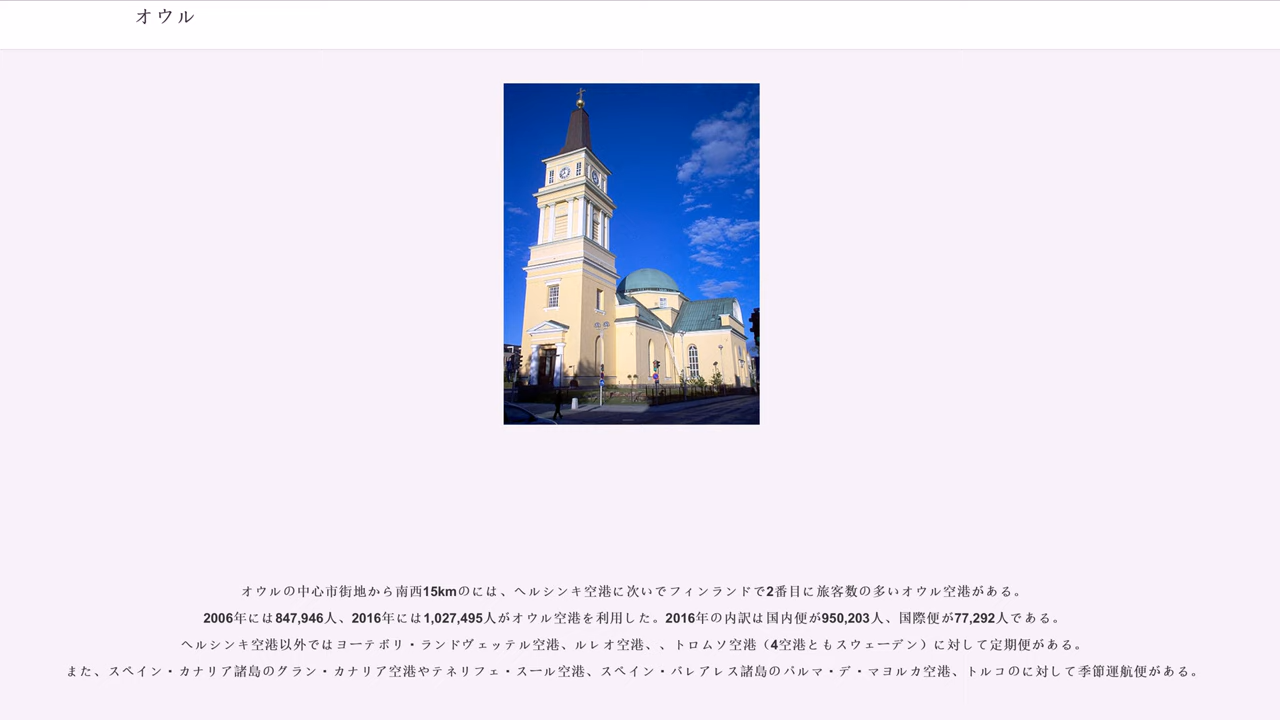 オウル
オウルの中心市街地から南西15kmのには、ヘルシンキ空港に次いでフィンランドで2番目に旅客数の多いオウル空港がある。
2006年には847,946人、2016年には1,027,495人がオウル空港を利用した。2016年の内訳は国内便が950,203人、国際便が77,292人である。
ヘルシンキ空港以外ではヨーテボリ・ランドヴェッテル空港、ルレオ空港、、トロムソ空港（4空港ともスウェーデン）に対して定期便がある。
また、スペイン・カナリア諸島のグラン・カナリア空港やテネリフェ・スール空港、スペイン・バレアレス諸島のパルマ・デ・マヨルカ空港、トルコのに対して季節運航便がある。